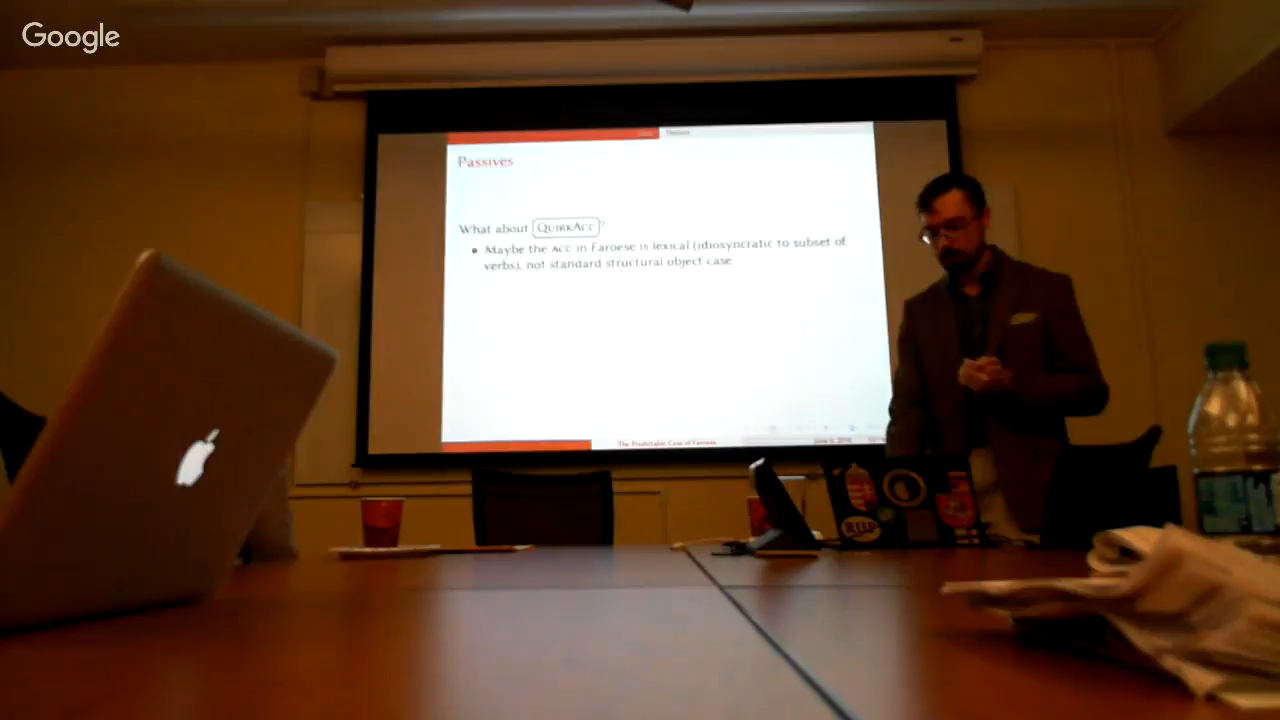 Google
Passives
Passives
What about QUIRKACC?
• Maybe the ACC in Faroese is lexical (idiosyncratic to subset of
verbs), not standard structural object case
The Predictable Case of Faroese